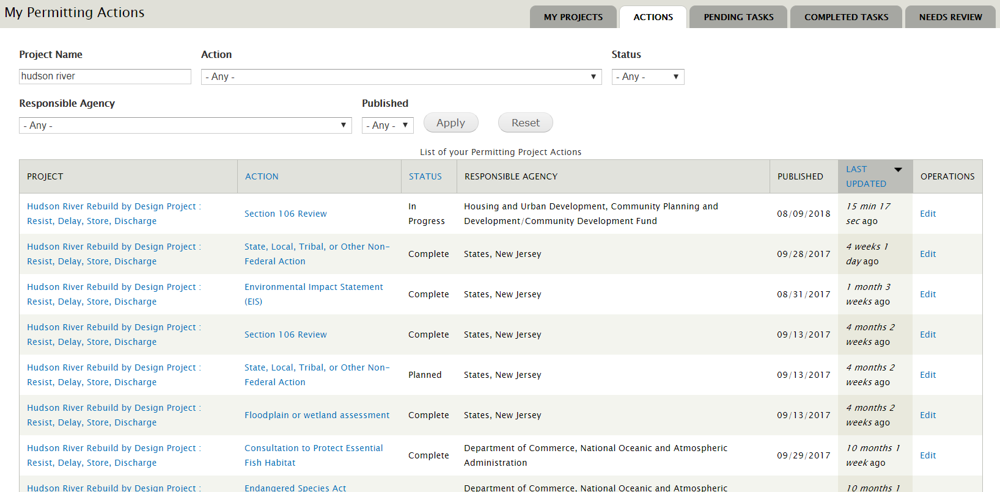 My Permitting Actions
MY PROJECTS ACTIONS PENDING TASKS COMPLETED TASKS NEEDS REVIEW
Project Name Action Status
hudson river - Any - - Any -
Responsible Agency Published
- Any - - Any - Apply Reset
List of your Permitting Project Actions
PROJECT ACTION STATUS RESPONSIBLE AGENCY PUBLISHED LAST UPDATED OPERATIONS
Hudson River Rebuild by Design Project :
Resist, Delay, Store, Discharge
Section 106 Review
In
Progress
Housing and Urban Development, Community Planning and
Development/Community Development Fund
08/09/2018
15 min 17
sec ago
Edit
Hudson River Rebuild by Design Project :
Resist, Delay, Store, Discharge
State, Local, Tribal, or Other Non-
Federal Action
Complete
States, New Jersey
09/28/2017
4 weeks 1
day ago
Edit
Hudson River Rebuild by Design Project :
Resist, Delay, Store, Discharge
Environmental Impact Statement
(EIS)
Complete
States, New Jersey
08/31/2017
1 month 3
weeks ago
Edit
Hudson River Rebuild by Design Project :
Resist, Delay, Store, Discharge
Section 106 Review
Complete
States, New Jersey
09/13/2017
4 months 2
weeks ago
Edit
Hudson River Rebuild by Design Project :
Resist, Delay, Store, Discharge
State, Local, Tribal, or Other Non-
Federal Action
Planned
States, New Jersey
09/13/2017
4 months 2
weeks ago
Edit
Hudson River Rebuild by Design Project :
Resist, Delay, Store, Discharge
Floodplain or wetland assessment
Complete
States, New Jersey
09/13/2017
4 months 2
weeks ago
Edit
Hudson River Rebuild by Design Project :
Resist, Delay, Store, Discharge
Consultation to Protect Essential
Fish Habitat
Complete
Department of Commerce, National Oceanic and Atmospheric
Administration
09/29/2017
10 months 1
week ago
Edit
Hudson River Rebuild by Design Project :
Endangered Species Act
Department of Commerce, National Oceanic and Atmospheric
10 months 1